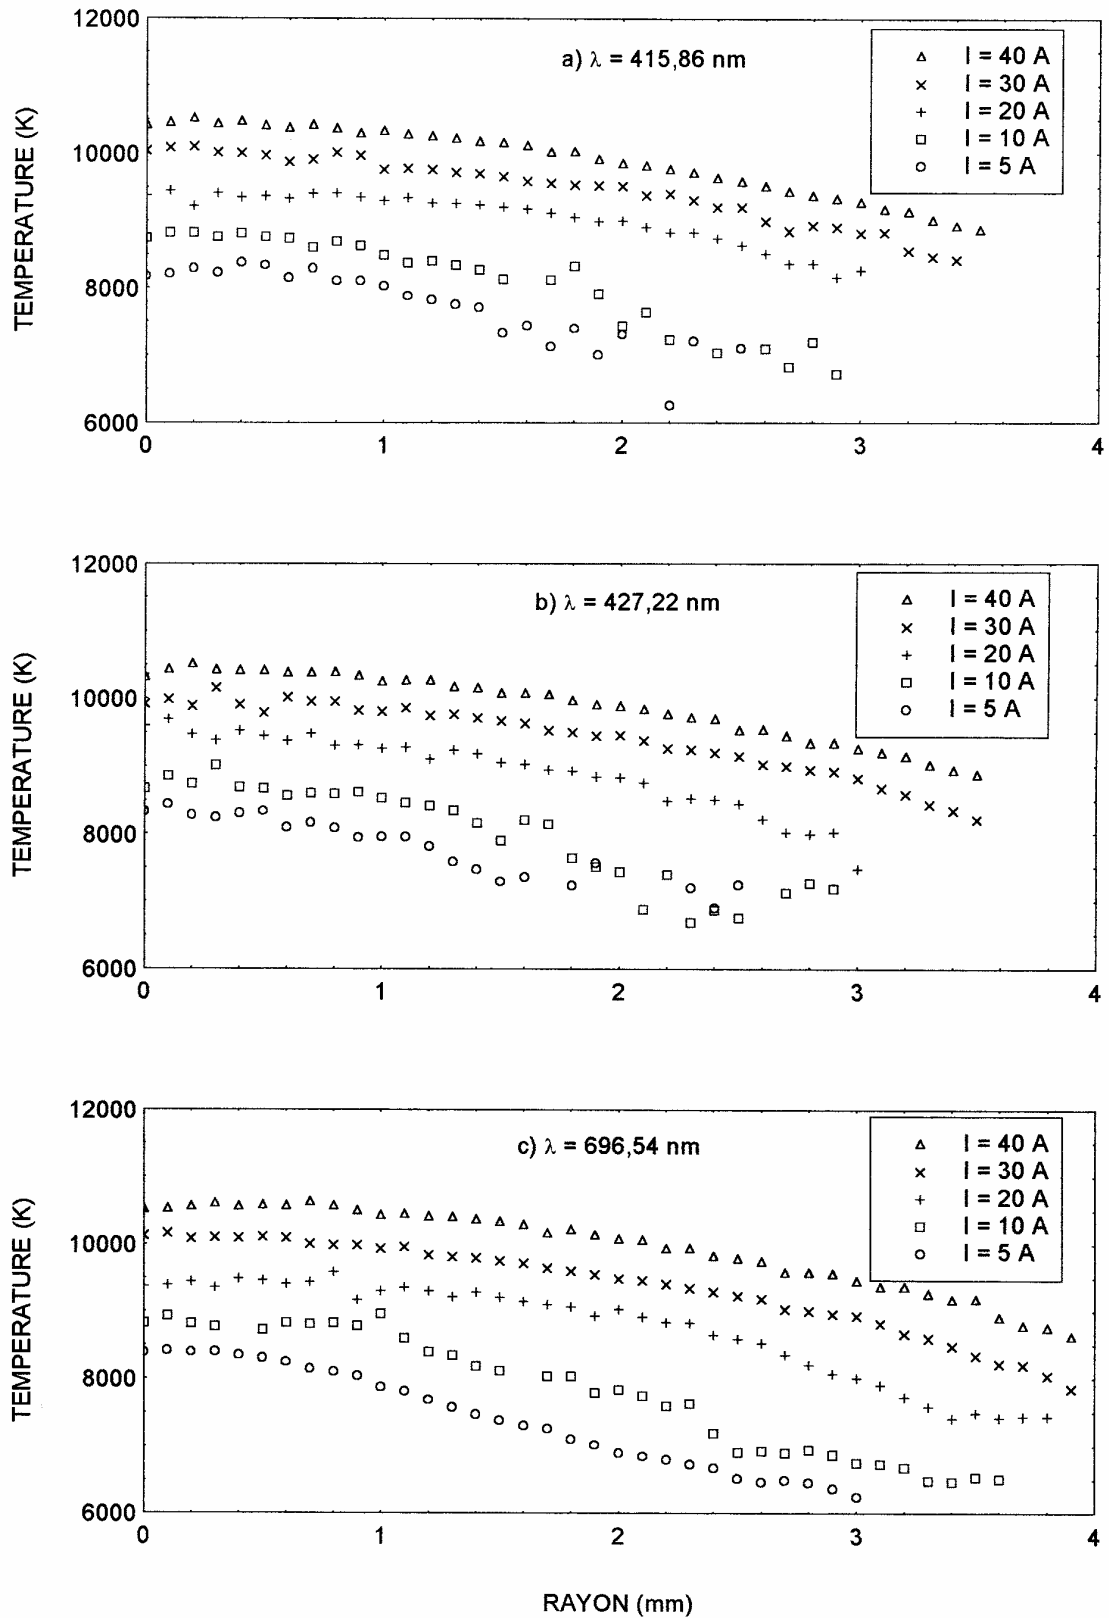 12000
10000
8000
6000
TEMPERATURE (K)
a) λ = 415,86 nm
I = 40 A
I = 30 A
I = 20 A
I = 10 A
I = 5 A
0 1 2 3 4
12000
10000
8000
6000
TEMPERATURE (K)
b) λ = 427,22 nm
I = 40 A
I = 30 A
I = 20 A
I = 10 A
I = 5 A
0 1 2 3 4
12000
10000
8000
6000
TEMPERATURE (K)
c) λ = 696,54 nm
I = 40 A
I = 30 A
I = 20 A
I = 10 A
I = 5 A
0 1 2 3 4
RAYON (mm)